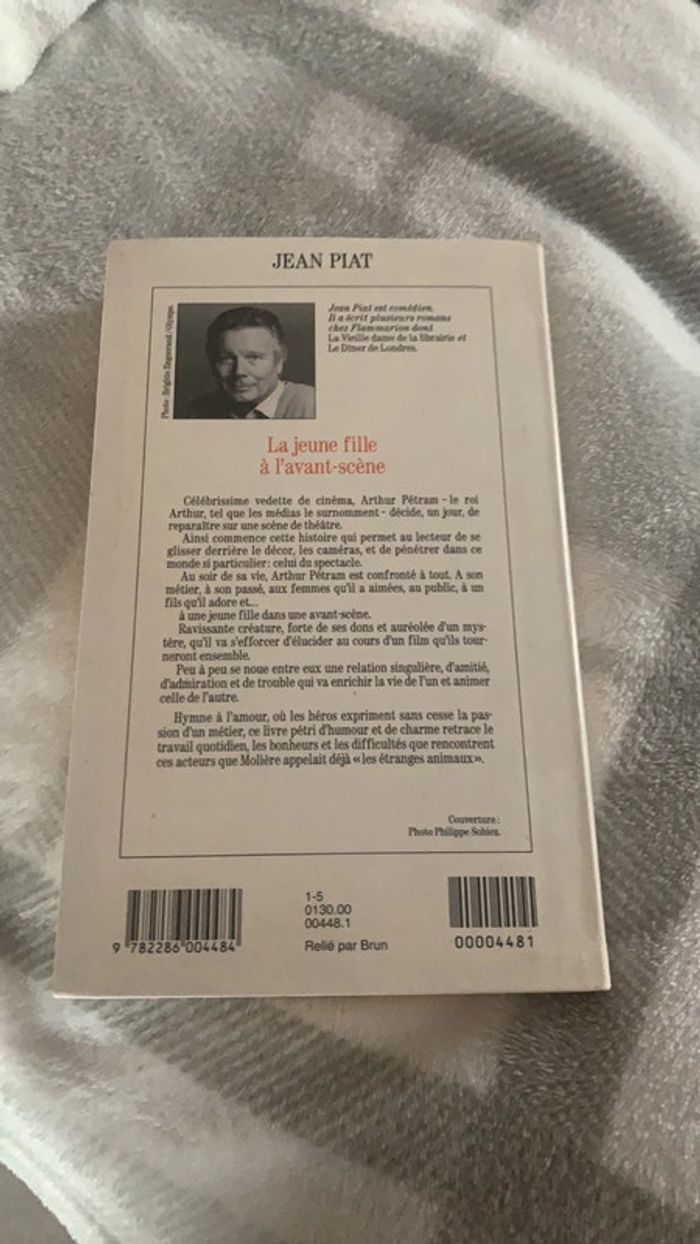 JEAN PIAT
Jean Piat est comédien.
Il a écrit plusieurs romans
chez Flammarion dont
La Vieille dame de la librairie et
Le Dîner de Londres.
Photo : Brigitte Enguerand/Olympe.
La jeune fille
à l'avant-scène
Célébrissime vedette de cinéma, Arthur Pétram - le roi
Arthur, tel que les médias le surnomment - décide, un jour, de
reparaître sur une scène de théâtre.
Ainsi commence cette histoire qui permet au lecteur de se
glisser derrière le décor, les caméras, et de pénétrer dans ce
monde si particulier: celui du spectacle.
Au soir de sa vie, Arthur Pétram est confronté à tout. A son
métier, à son passé, aux femmes qu'il a aimées, au public, à un
fils qu'il adore et...
à une jeune fille dans une avant-scène.
Ravissante créature, forte de ses dons et auréolée d'un mys-
tère, qu'il va s'efforcer d'élucider au cours d'un film qu'ils tour-
neront ensemble.
Peu à peu se noue entre eux une relation singulière, d'amitié,
d'admiration et de trouble qui va enrichir la vie de l'un et animer
celle de l'autre.
Hymne à l'amour, où les héros expriment sans cesse la pas-
sion d'un métier, ce livre pétri d'humour et de charme retrace le
travail quotidien, les bonheurs et les difficultés que rencontrent
ces acteurs que Molière appelait déjà «les étranges animaux».
Couverture :
Photo Philippe
1-5
0130.00
00448.1
Relié par Brun
9 782286 004484
00004481